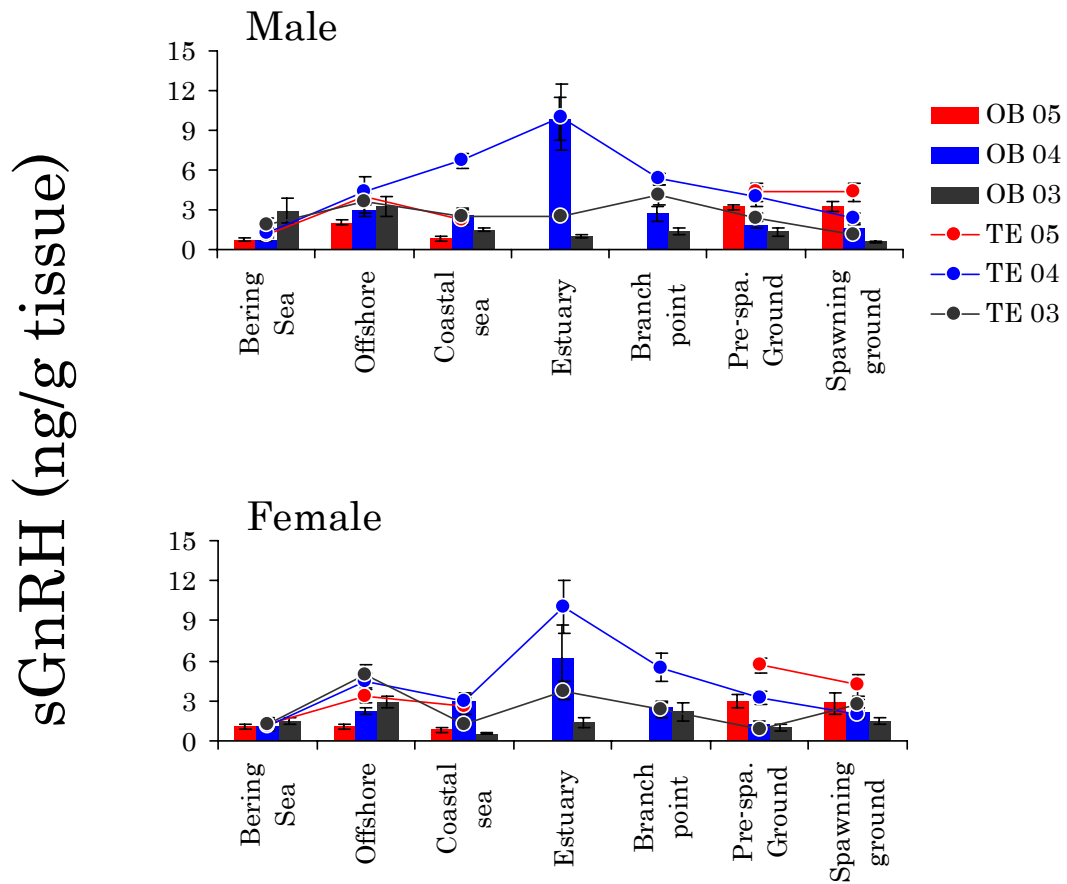 Male
15
12
9
6
3
0
Bering
Sea
Offshore
Coastal
sea
Estuary
Branch
point
Pre-spa.
Ground
Spawning
ground
OB 05
OB 04
OB 03
TE 05
TE 04
TE 03
sGnRH (ng/g tissue)
Female
15
12
9
6
3
0
Bering
Sea
Offshore
Coastal
sea
Estuary
Branch
point
Pre-spa.
Ground
Spawning
ground